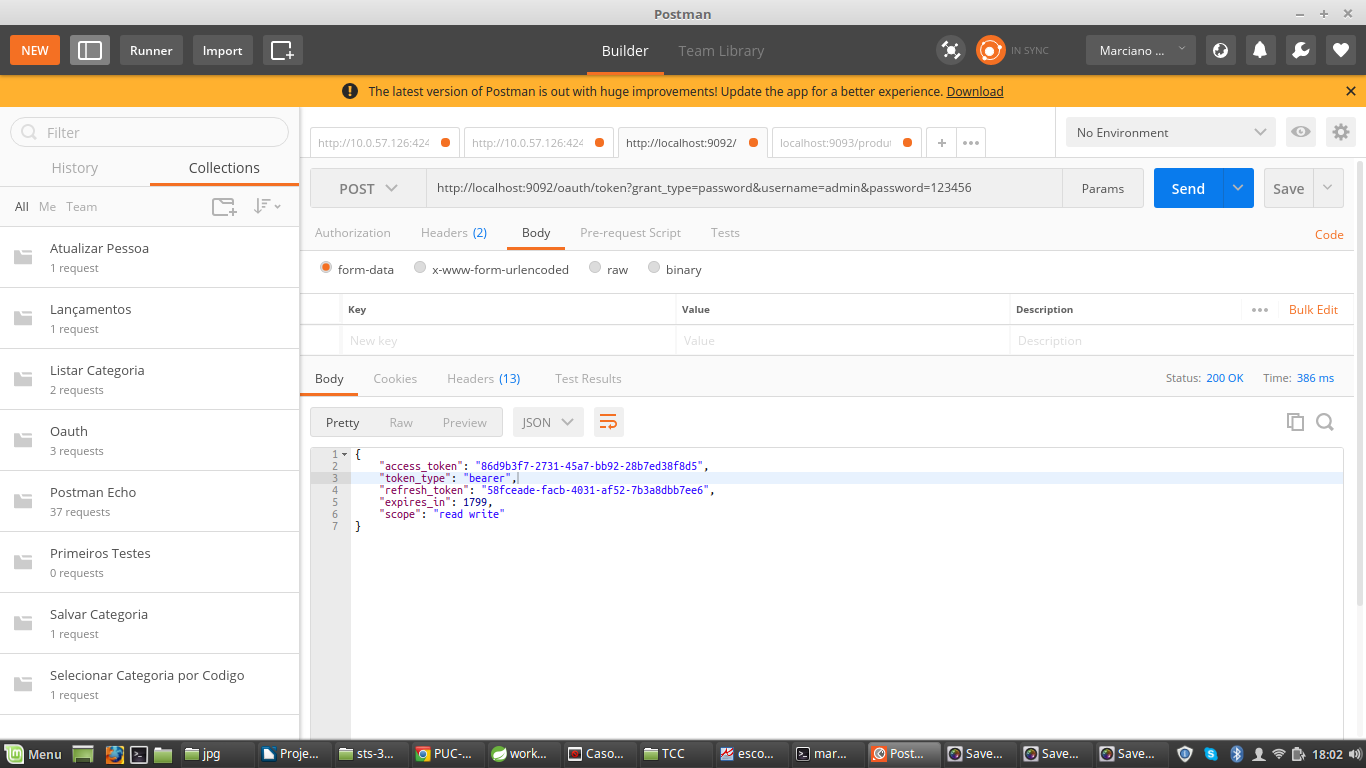 Postman
NEW Runner Import Builder Team Library IN SYNC Marciano ...
The latest version of Postman is out with huge improvements! Update the app for a better experience. Download
Filter
History Collections
All Me Team
Atualizar Pessoa
1 request
Lançamentos
1 request
Listar Categoria
2 requests
Oauth
3 requests
Postman Echo
37 requests
Primeiros Testes
0 requests
Salvar Categoria
1 request
Selecionar Categoria por Codigo
1 request
http://10.0.57.126:424 http://10.0.57.126:424 http://localhost:9092/ localhost:9093/produ + •••
No Environment
POST http://localhost:9092/oauth/token?grant_type=password&username=admin&password=123456 Params Send Save
Authorization Headers (2) Body Pre-request Script Tests Code
form-data x-www-form-urlencoded raw binary
Key Value Description ••• Bulk Edit
New key Value Description
Body Cookies Headers (13) Test Results Status: 200 OK Time: 386 ms
Pretty Raw Preview JSON
1 {
2 "access_token": "86d9b3f7-2731-45a7-bb92-28b7ed38f8d5",
3 "token_type": "bearer",
4 "refresh_token": "58fceade-facb-4031-af52-7b3a8dbb7ee6",
5 "expires_in": 1799,
6 "scope": "read write"
7 }
Menu jpg Proje... sts-3... PUC-... work... Caso... TCC esco... mar... Post... Save... Save... Save... 18:02